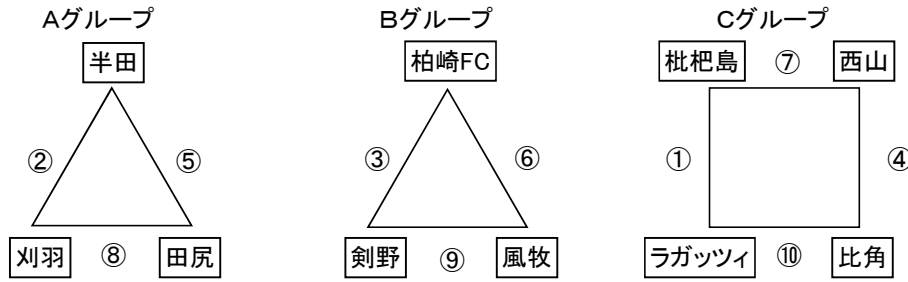 Aグループ Bグループ Cグループ
半田 柏崎FC 枇杷島 ⑦ 西山
② ⑤ ③ ⑥ ① ④
刈羽 ⑧ 田尻 剣野 ⑨ 風牧 ラガッツィ ⑩ 比角